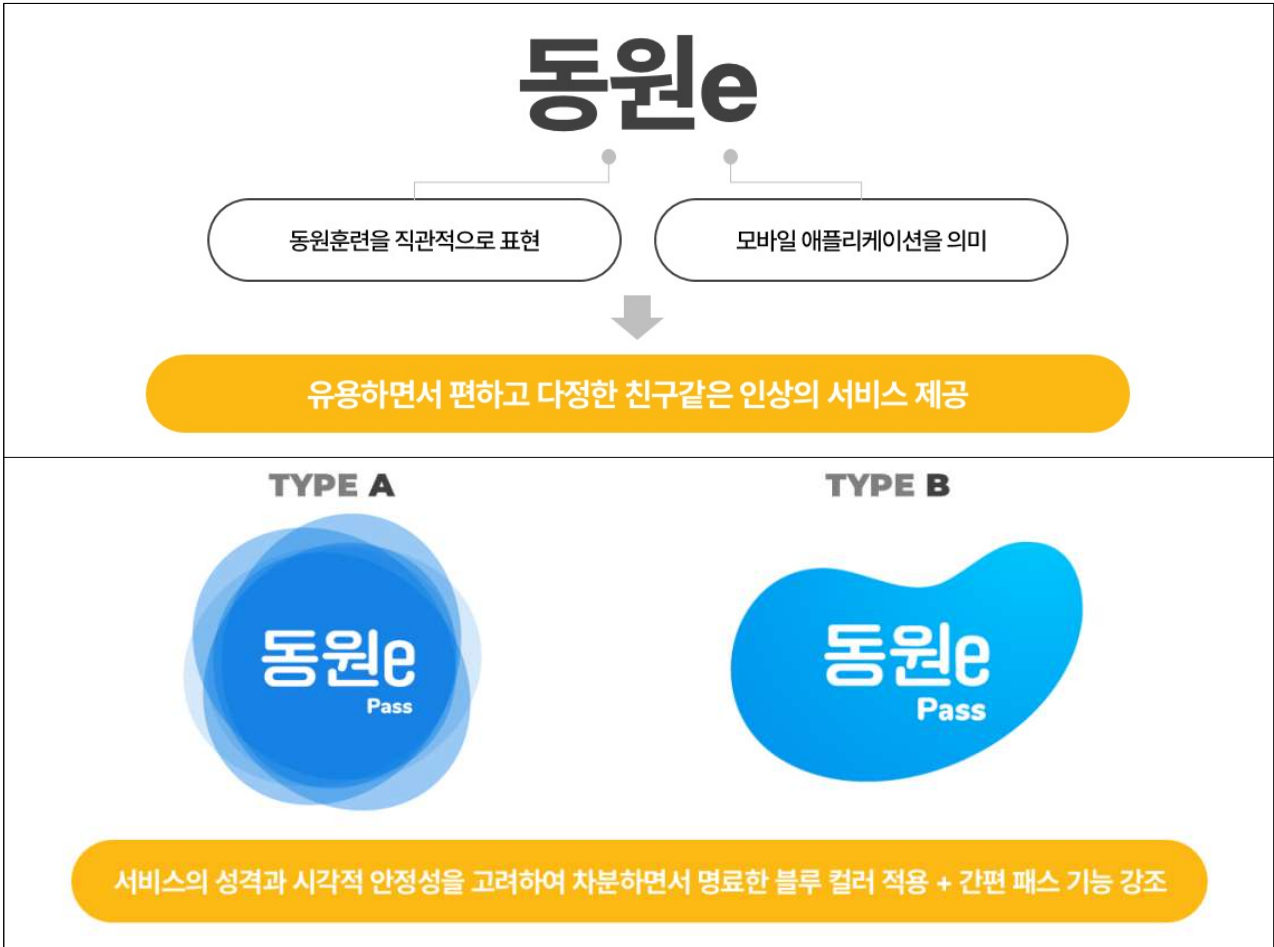 동원e
동원훈련을 직관적으로 표현
모바일 애플리케이션을 의미
유용하면서 편하고 다정한 친구같은 인상의 서비스 제공
TYPE A
TYPE B
동원e
Pass
동원e
Pass
서비스의 성격과 시각적 안정성을 고려하여 차분하면서 명료한 블루 컬러 적용 + 간편 패스 기능 강조